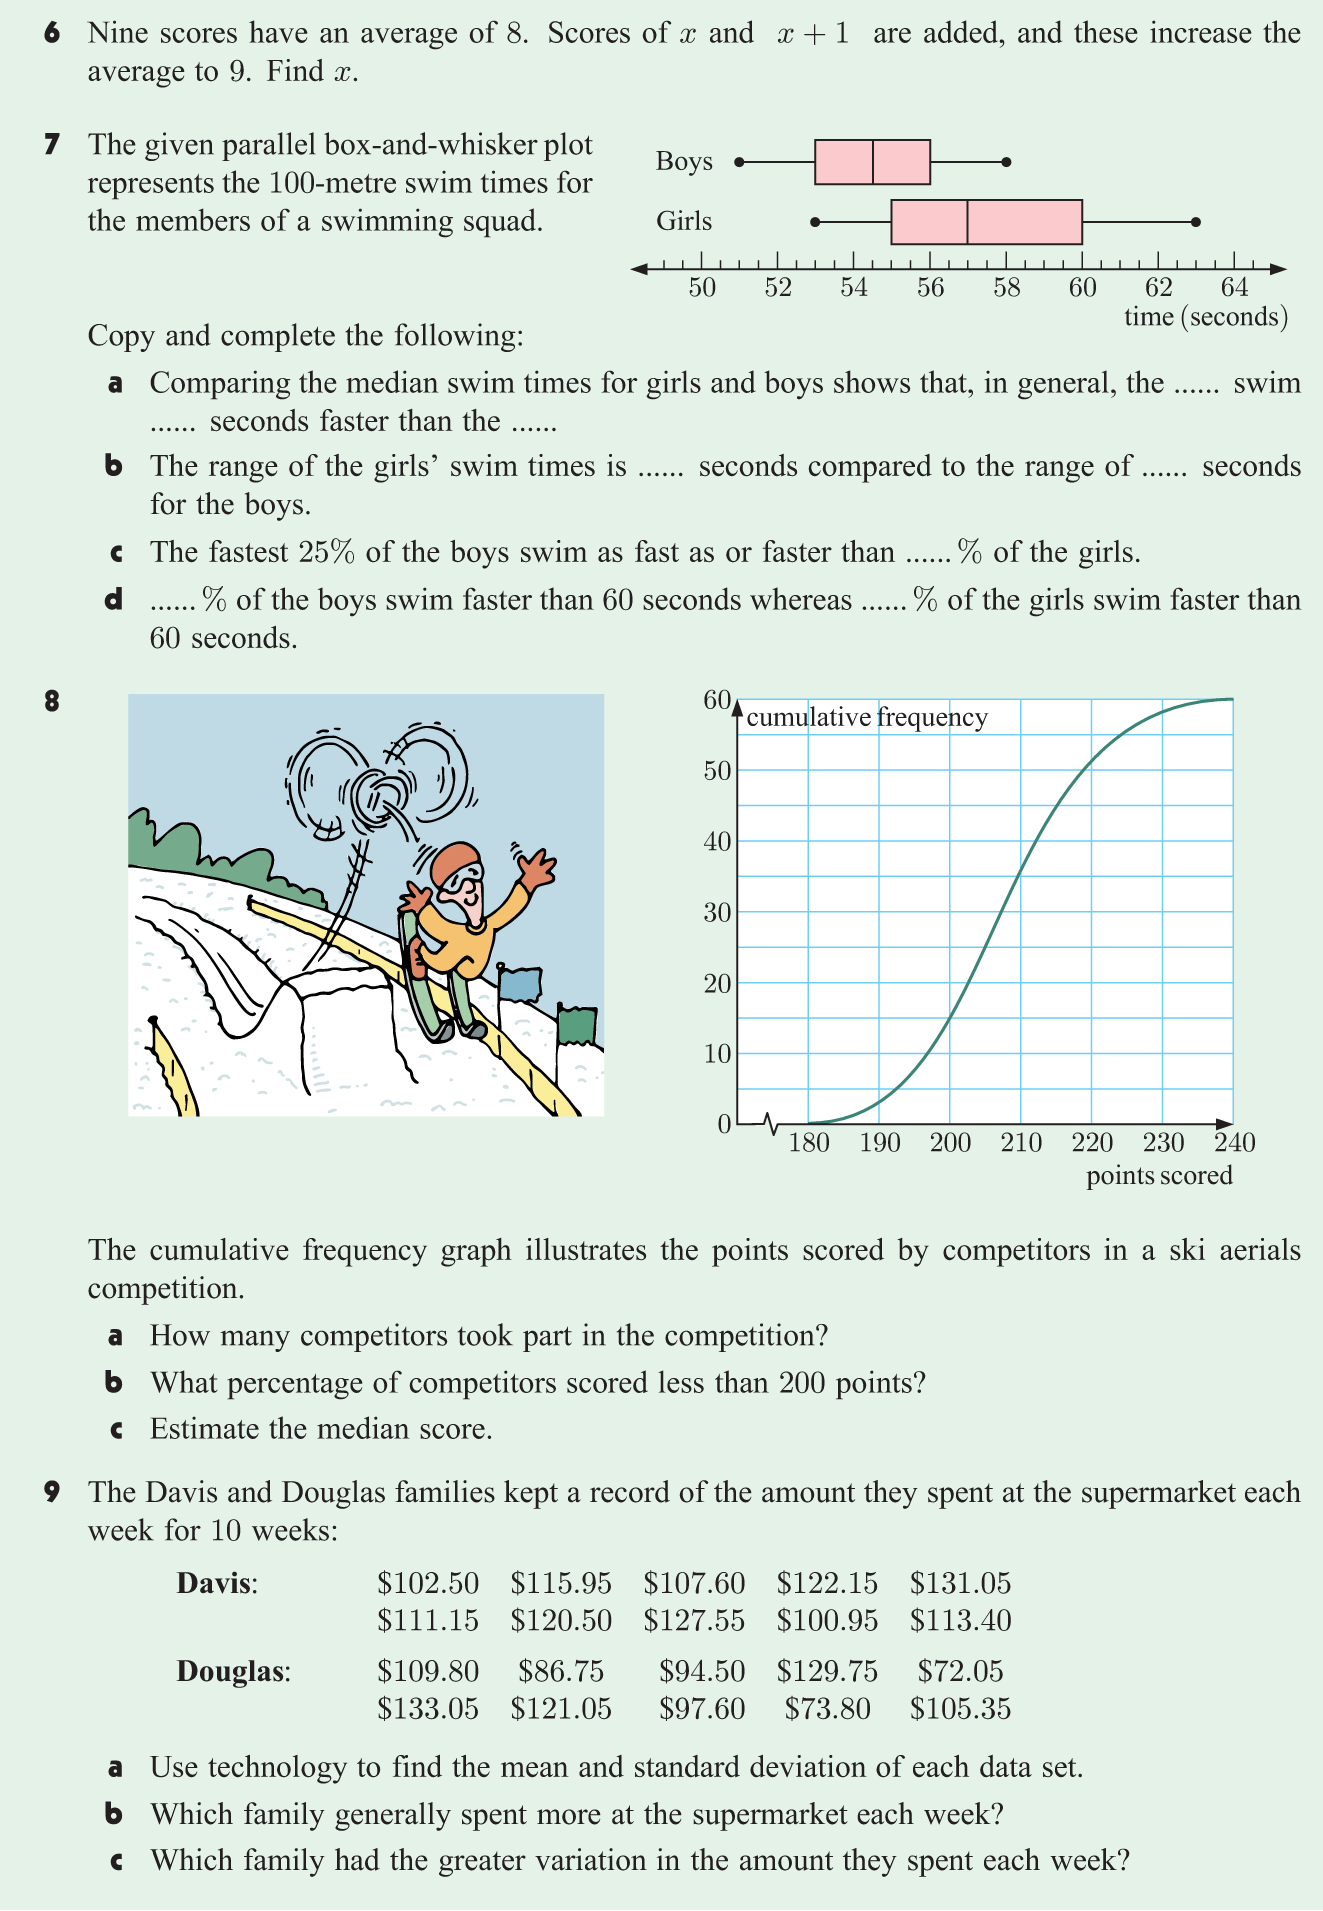 6 Nine scores have an average of 8. Scores of x and x + 1 are added, and these increase the
average to 9. Find x.
7 The given parallel box-and-whisker plot
represents the 100-metre swim times for
the members of a swimming squad.
Boys
Girls
50 52 54 56 58 60 62 64
time (seconds)
Copy and complete the following:
a Comparing the median swim times for girls and boys shows that, in general, the ...... swim
...... seconds faster than the ......
b The range of the girls' swim times is ...... seconds compared to the range of ...... seconds
for the boys.
c The fastest 25% of the boys swim as fast as or faster than ......% of the girls.
d ......% of the boys swim faster than 60 seconds whereas ......% of the girls swim faster than
60 seconds.
8
60
cumulative frequency
50
40
30
20
10
0
180 190 200 210 220 230 240
points scored
The cumulative frequency graph illustrates the points scored by competitors in a ski aerials
competition.
a How many competitors took part in the competition?
b What percentage of competitors scored less than 200 points?
c Estimate the median score.
9 The Davis and Douglas families kept a record of the amount they spent at the supermarket each
week for 10 weeks:
Davis: $102.50 $115.95 $107.60 $122.15 $131.05
$111.15 $120.50 $127.55 $100.95 $113.40
Douglas: $109.80 $86.75 $94.50 $129.75 $72.05
$133.05 $121.05 $97.60 $73.80 $105.35
a Use technology to find the mean and standard deviation of each data set.
b Which family generally spent more at the supermarket each week?
c Which family had the greater variation in the amount they spent each week?